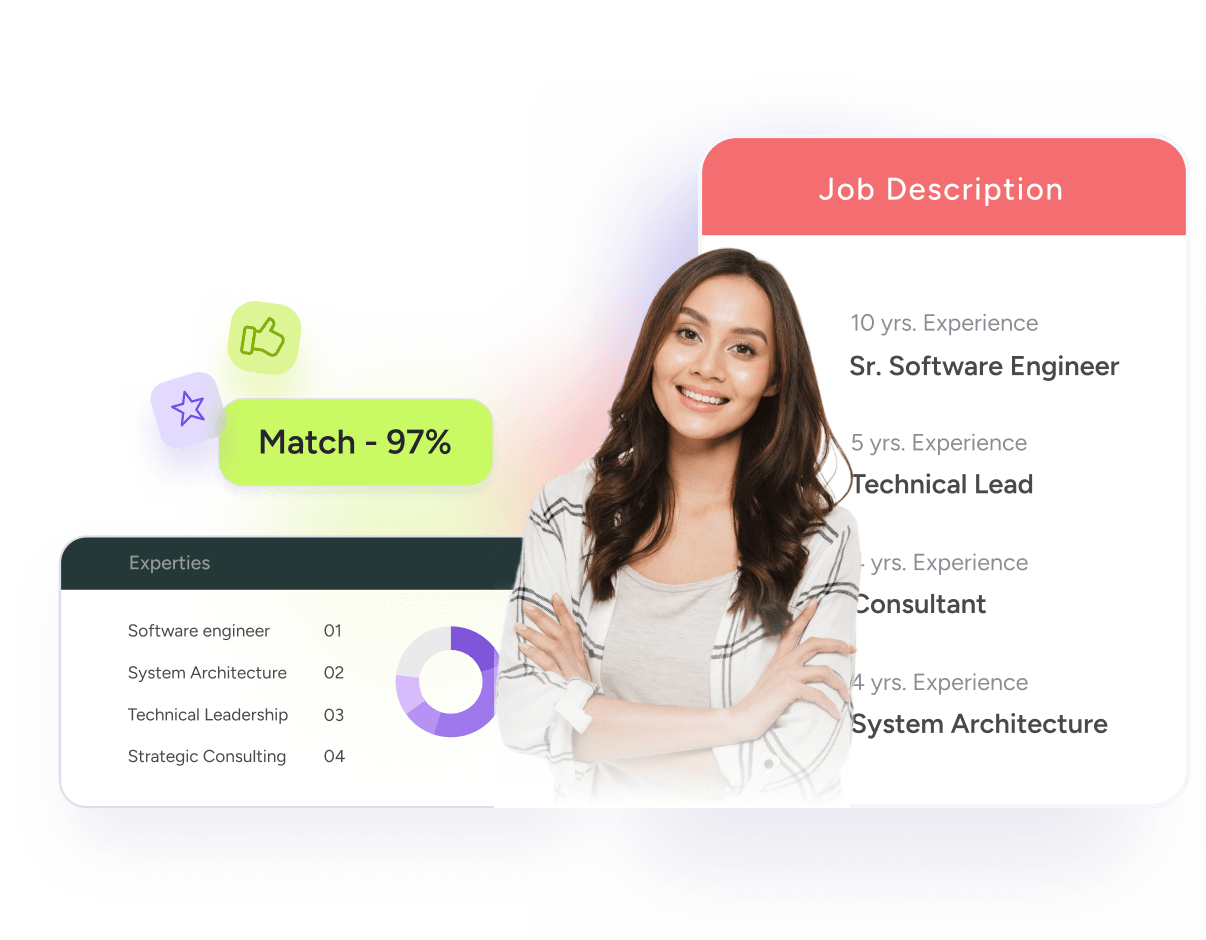 Job Description
10 yrs. Experience
Sr. Software Engineer
5 yrs. Experience
Technical Lead
yrs. Experience
Consultant
4 yrs. Experience
System Architecture
Match - 97%
Experties
Software engineer 01
System Architecture 02
Technical Leadership 03
Strategic Consulting 04